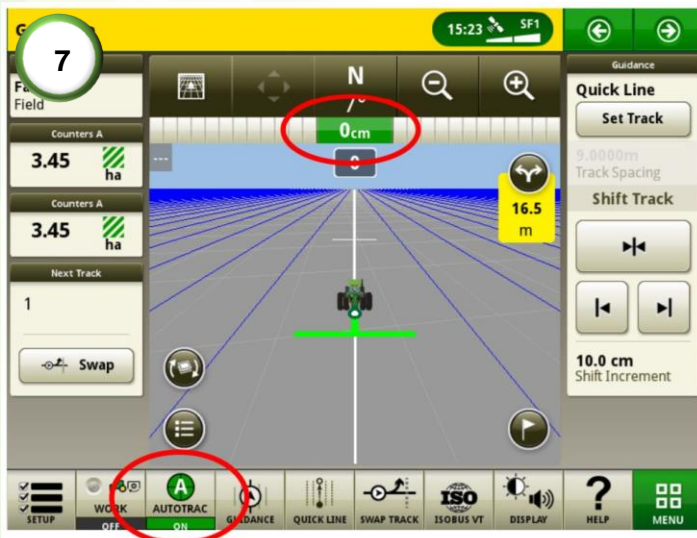 G
15:23 SF1
7
Fa
Field
N
Guidance
Quick Line
Set Track
0cm
Counters A
3.45 ha
---
0
9.0000m
Track Spacing
16.5
m
Shift Track
Counters A
3.45 ha
Next Track
1
Swap
10.0 cm
Shift Increment
A
ISO
?
SETUP
WORK
AUTOTRAC
GUIDANCE
QUICK LINE
SWAP TRACK
ISOBUS VT
DISPLAY
HELP
MENU
OFF
ON